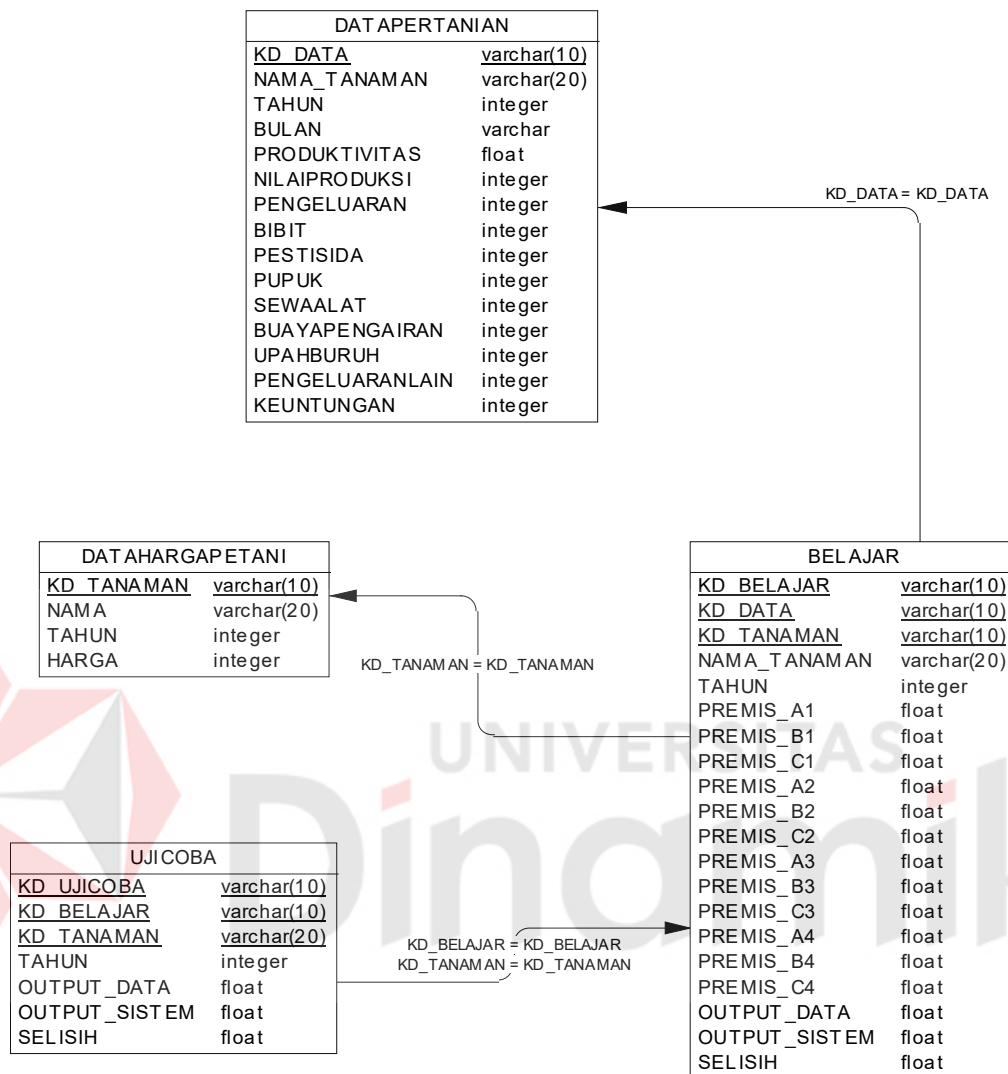 DATAPERTANIAN
KD_DATA varchar(10)
NAMA_TANAMAN varchar(20)
TAHUN integer
BULAN varchar
PRODUKTIVITAS float
NILAIPRODUKSI integer
PENGELUARAN integer
BIBIT integer
PESTISIDA integer
PUPUK integer
SEWAALAT integer
BUAYAPENGAIRAN integer
UPAHBURUH integer
PENGELUARANLAIN integer
KEUNTUNGAN integer
KD_DATA = KD_DATA
DATAHARGAPETANI
KD_TANAMAN varchar(10)
NAMA varchar(20)
TAHUN integer
HARGA integer
KD_TANAMAN = KD_TANAMAN
BELAJAR
KD_BELAJAR varchar(10)
KD_DATA varchar(10)
KD_TANAMAN varchar(10)
NAMA_TANAMAN varchar(20)
TAHUN integer
PREMIS_A1 float
PREMIS_B1 float
PREMIS_C1 float
PREMIS_A2 float
PREMIS_B2 float
PREMIS_C2 float
PREMIS_A3 float
PREMIS_B3 float
PREMIS_C3 float
PREMIS_A4 float
PREMIS_B4 float
PREMIS_C4 float
OUTPUT_DATA float
OUTPUT_SISTEM float
SELISIH float
UJICOBA
KD_UJICOBA varchar(10)
KD_BELAJAR varchar(10)
KD_TANAMAN varchar(20)
TAHUN integer
OUTPUT_DATA float
OUTPUT_SISTEM float
SELISIH float
KD_BELAJAR = KD_BELAJAR
KD_TANAMAN = KD_TANAMAN
UNIVERSITAS